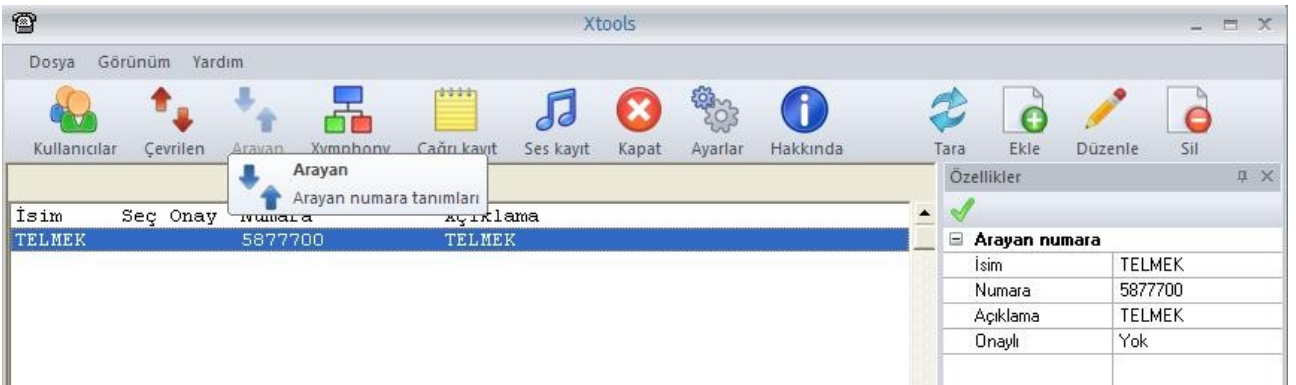 Xtools
Dosya Görünüm Yardım
Kullanıcılar Çevrilen Arayan Xymphony Çağrı kayıt Ses kayıt Kapat Ayarlar Hakkında Tara Ekle Düzenle Sil
Arayan
Arayan numara tanımları
Özellikler
İsim Seç Onay Numara Açıklama
TELMEK 5877700 TELMEK
Arayan numara
İsim TELMEK
Numara 5877700
Açıklama TELMEK
Onaylı Yok